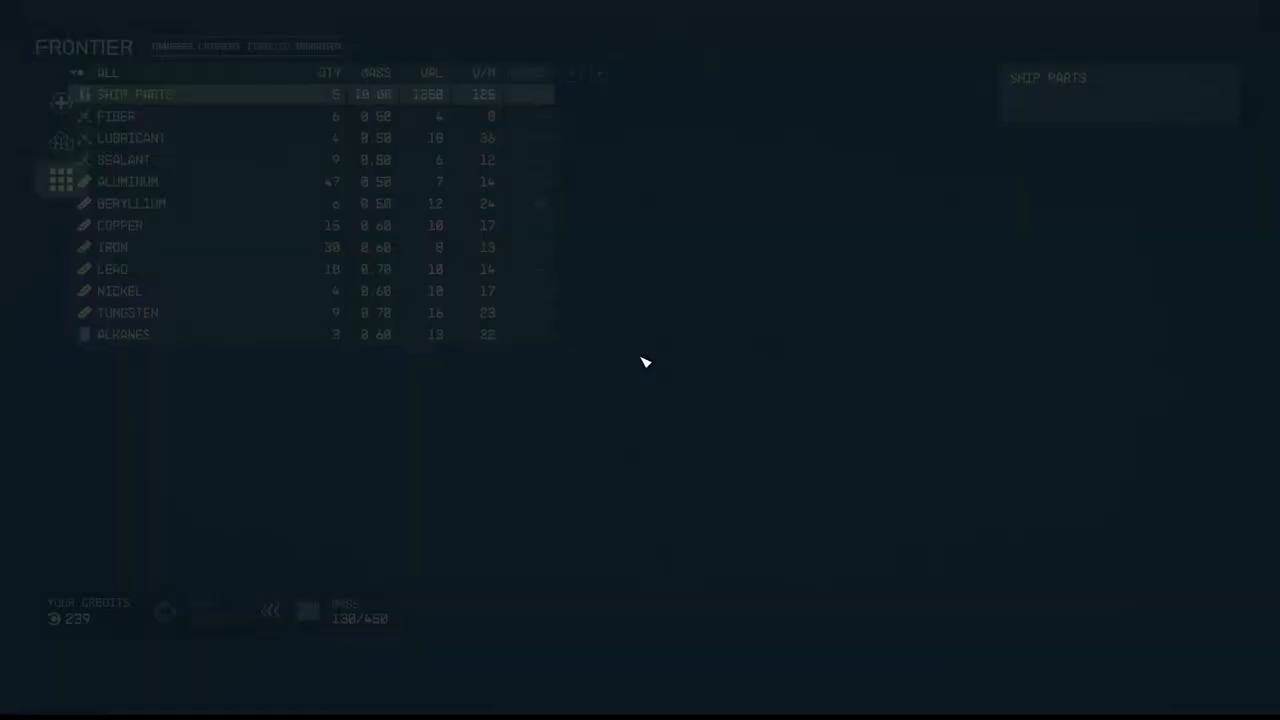 FRONTIER
ALL QTY MASS VAL V/M
SHIP PARTS 5 10.00 1250 125
FIBER 6 0.50 4 8
LUBRICANT 4 0.50 18 36
SEALANT 9 0.50 6 12
ALUMINUM 47 0.50 7 14
BERYLLIUM 6 0.50 12 24
COPPER 15 0.60 10 17
IRON 30 0.60 8 13
LEAD 10 0.70 10 14
NICKEL 4 0.60 10 17
TUNGSTEN 9 0.70 16 23
ALKANES 3 0.60 13 22
SHIP PARTS
YOUR CREDITS
239
MASS
130/450